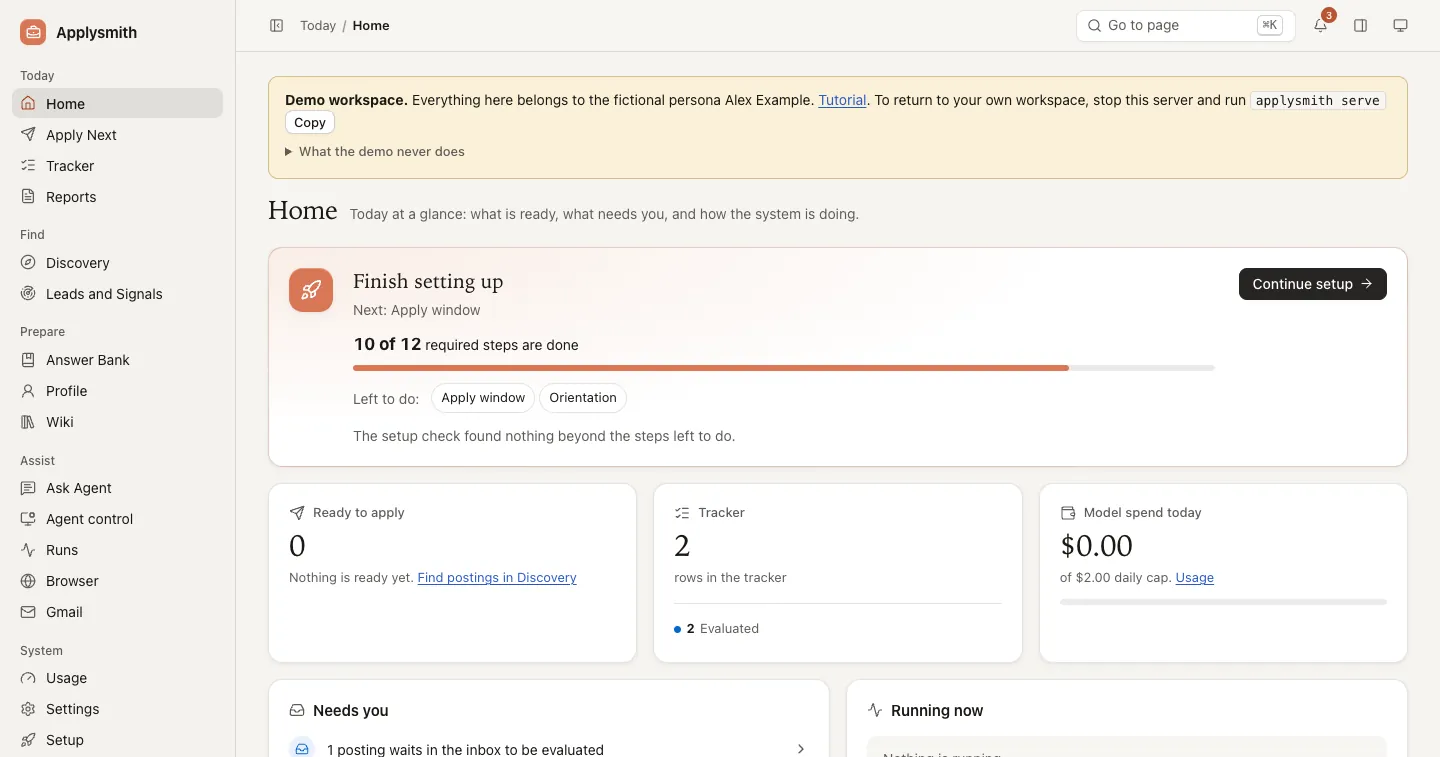 Applysmith
Today
Home
Apply Next
Tracker
Reports
Find
Discovery
Leads and Signals
Prepare
Answer Bank
Profile
Wiki
Assist
Ask Agent
Agent control
Runs
Browser
Gmail
System
Usage
Settings
Setup
Today / Home
Go to page ⌘K
3
Demo workspace. Everything here belongs to the fictional persona Alex Example. Tutorial. To return to your own workspace, stop this server and run applysmith serve
Copy
What the demo never does
Home Today at a glance: what is ready, what needs you, and how the system is doing.
Finish setting up
Continue setup
Next: Apply window
10 of 12 required steps are done
Left to do: Apply window Orientation
The setup check found nothing beyond the steps left to do.
Ready to apply
0
Nothing is ready yet. Find postings in Discovery
Tracker
2
rows in the tracker
2 Evaluated
Model spend today
$0.00
of $2.00 daily cap. Usage
Needs you
1 posting waits in the inbox to be evaluated
Running now
Nothing is running